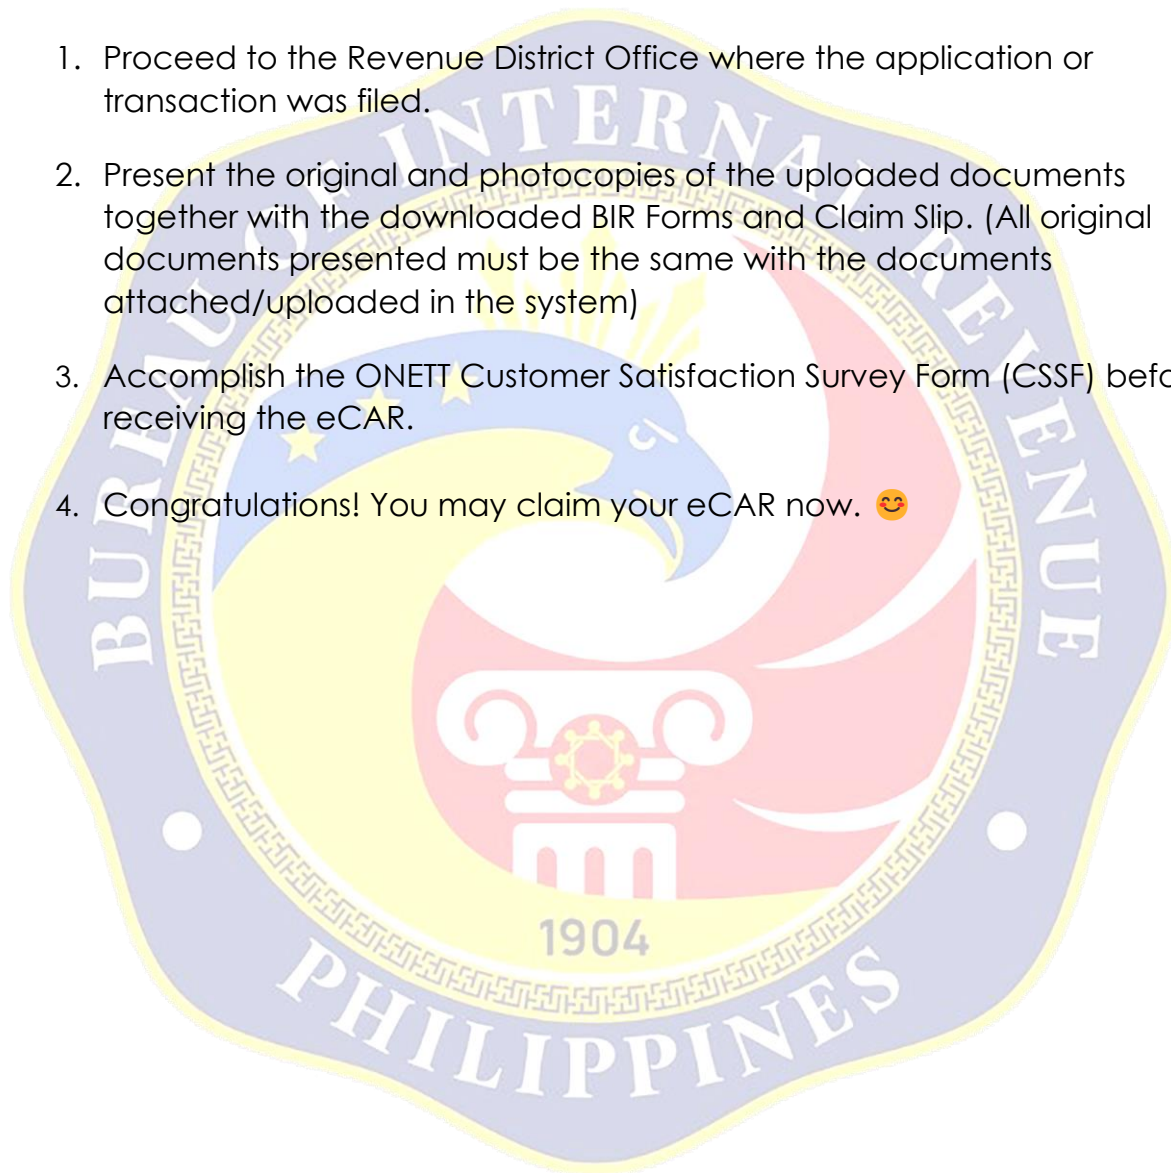 1. Proceed to the Revenue District Office where the application or
transaction was filed.
2. Present the original and photocopies of the uploaded documents
together with the downloaded BIR Forms and Claim Slip. (All original
documents presented must be the same with the documents
attached/uploaded in the system)
3. Accomplish the ONETT Customer Satisfaction Survey Form (CSSF)
receiving the eCAR.
4. Congratulations! You may claim your eCAR now. 😊
BUREAU OF INTERNAL REVENUE
1904
PHILIPPINES